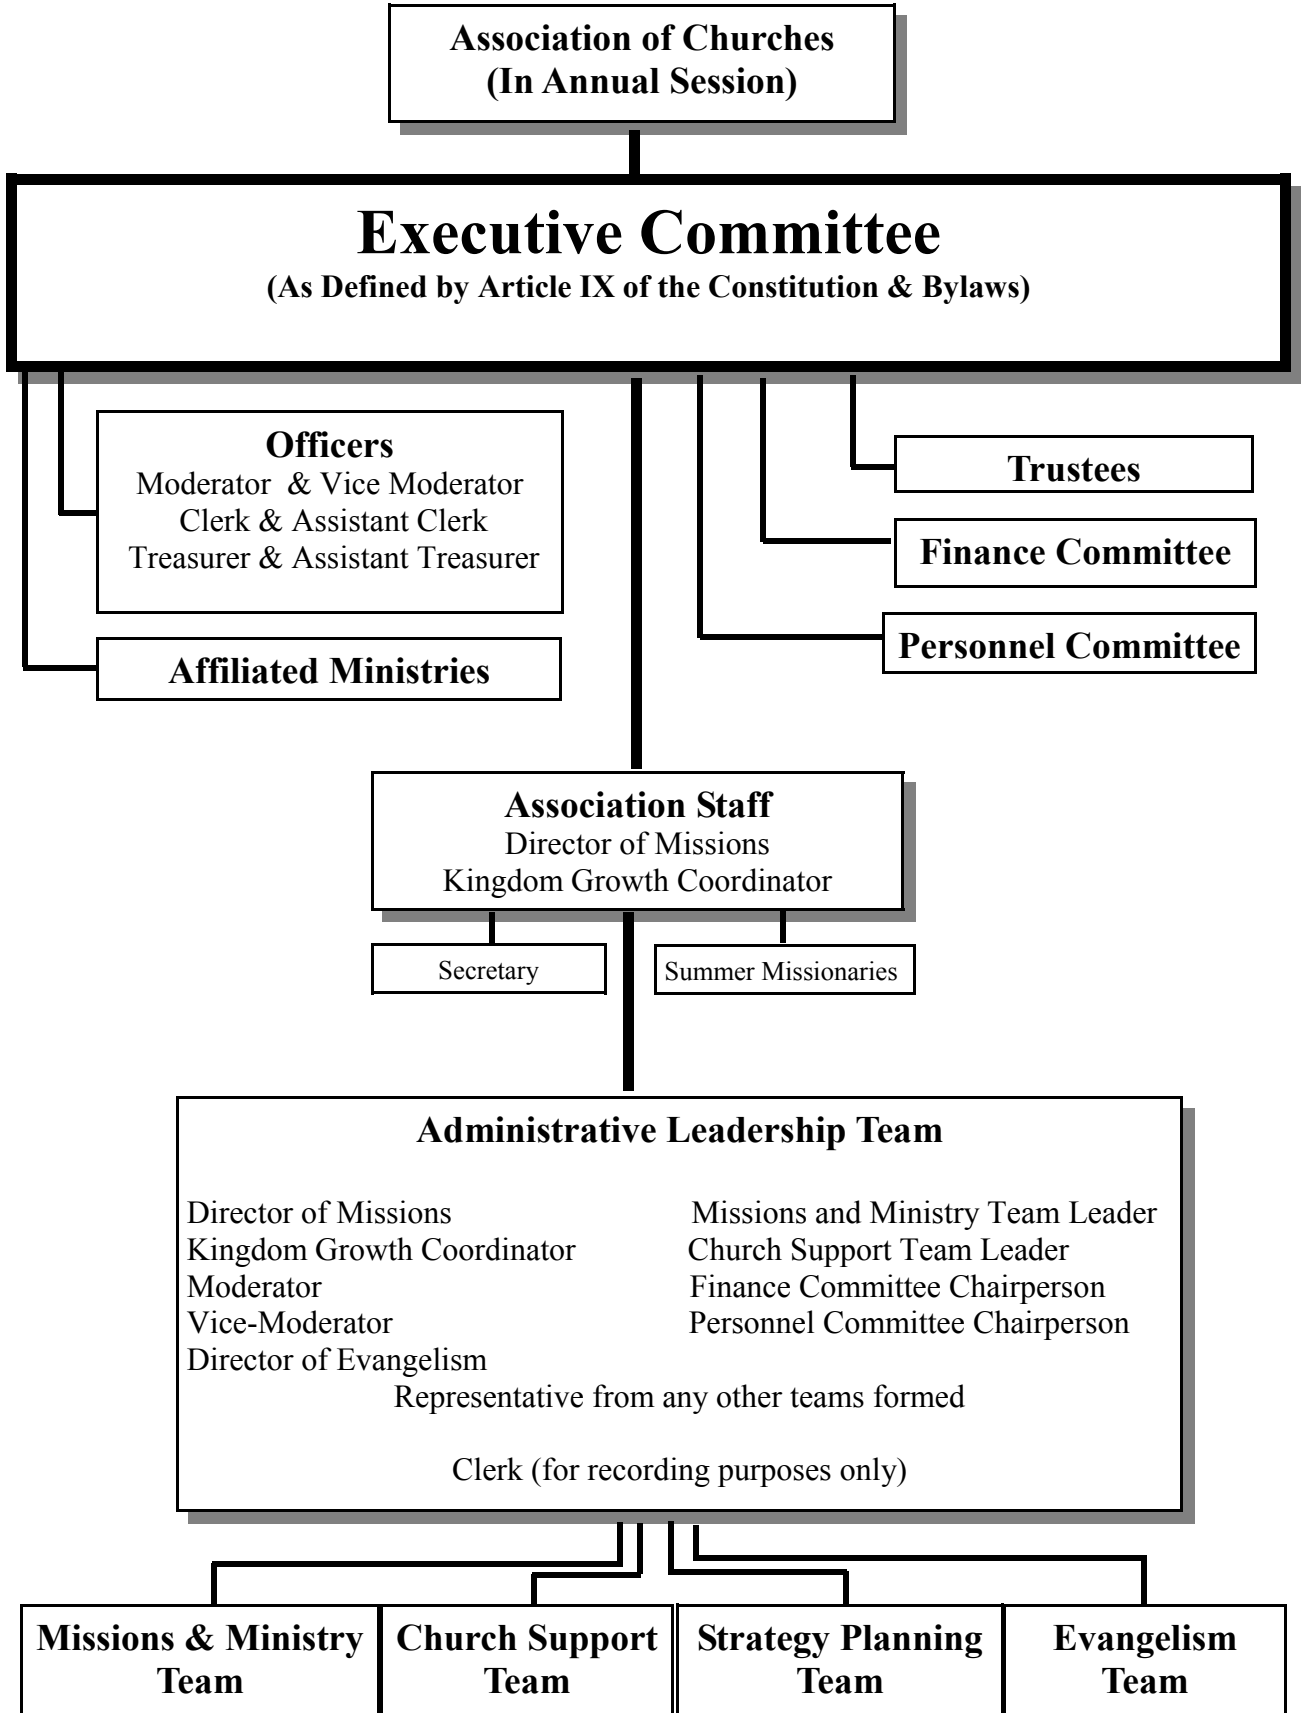 Association of Churches
(In Annual Session)
Executive Committee
(As Defined by Article IX of the Constitution & Bylaws)
Officers
Moderator & Vice Moderator
Clerk & Assistant Clerk
Treasurer & Assistant Treasurer
Affiliated Ministries
Trustees
Finance Committee
Personnel Committee
Association Staff
Director of Missions
Kingdom Growth Coordinator
Secretary
Summer Missionaries
Administrative Leadership Team
Director of Missions
Kingdom Growth Coordinator
Moderator
Vice-Moderator
Director of Evangelism
Missions and Ministry Team Leader
Church Support Team Leader
Finance Committee Chairperson
Personnel Committee Chairperson
Representative from any other teams formed
Clerk (for recording purposes only)
Missions & Ministry
Team
Church Support
Team
Strategy Planning
Team
Evangelism
Team